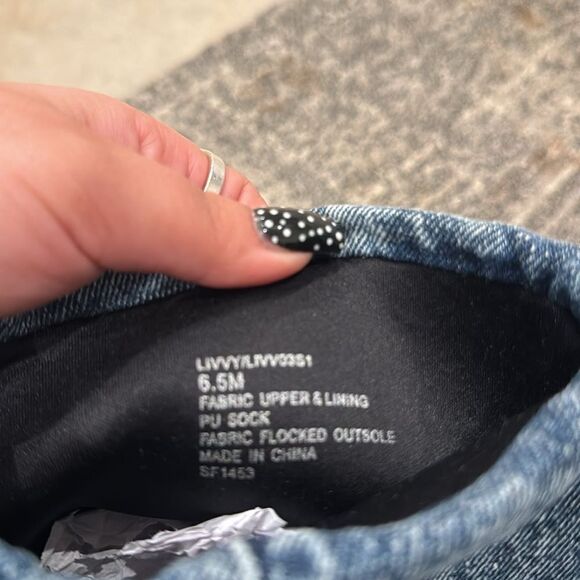 LIVVY/LIVV03S1
6.5M
FABRIC UPPER & LINING
PU SOCK
FABRIC FLOCKED OUTSOLE
MADE IN CHINA
SF1453